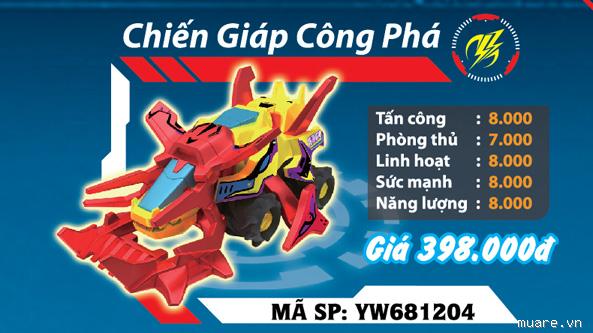 Chiến Giáp Công Phá
Tấn công : 8.000
Phòng thủ : 7.000
Linh hoạt : 8.000
Sức mạnh : 8.000
Năng lượng : 8.000
Giá 398.000đ
MÃ SP: YW681204
muare.vn